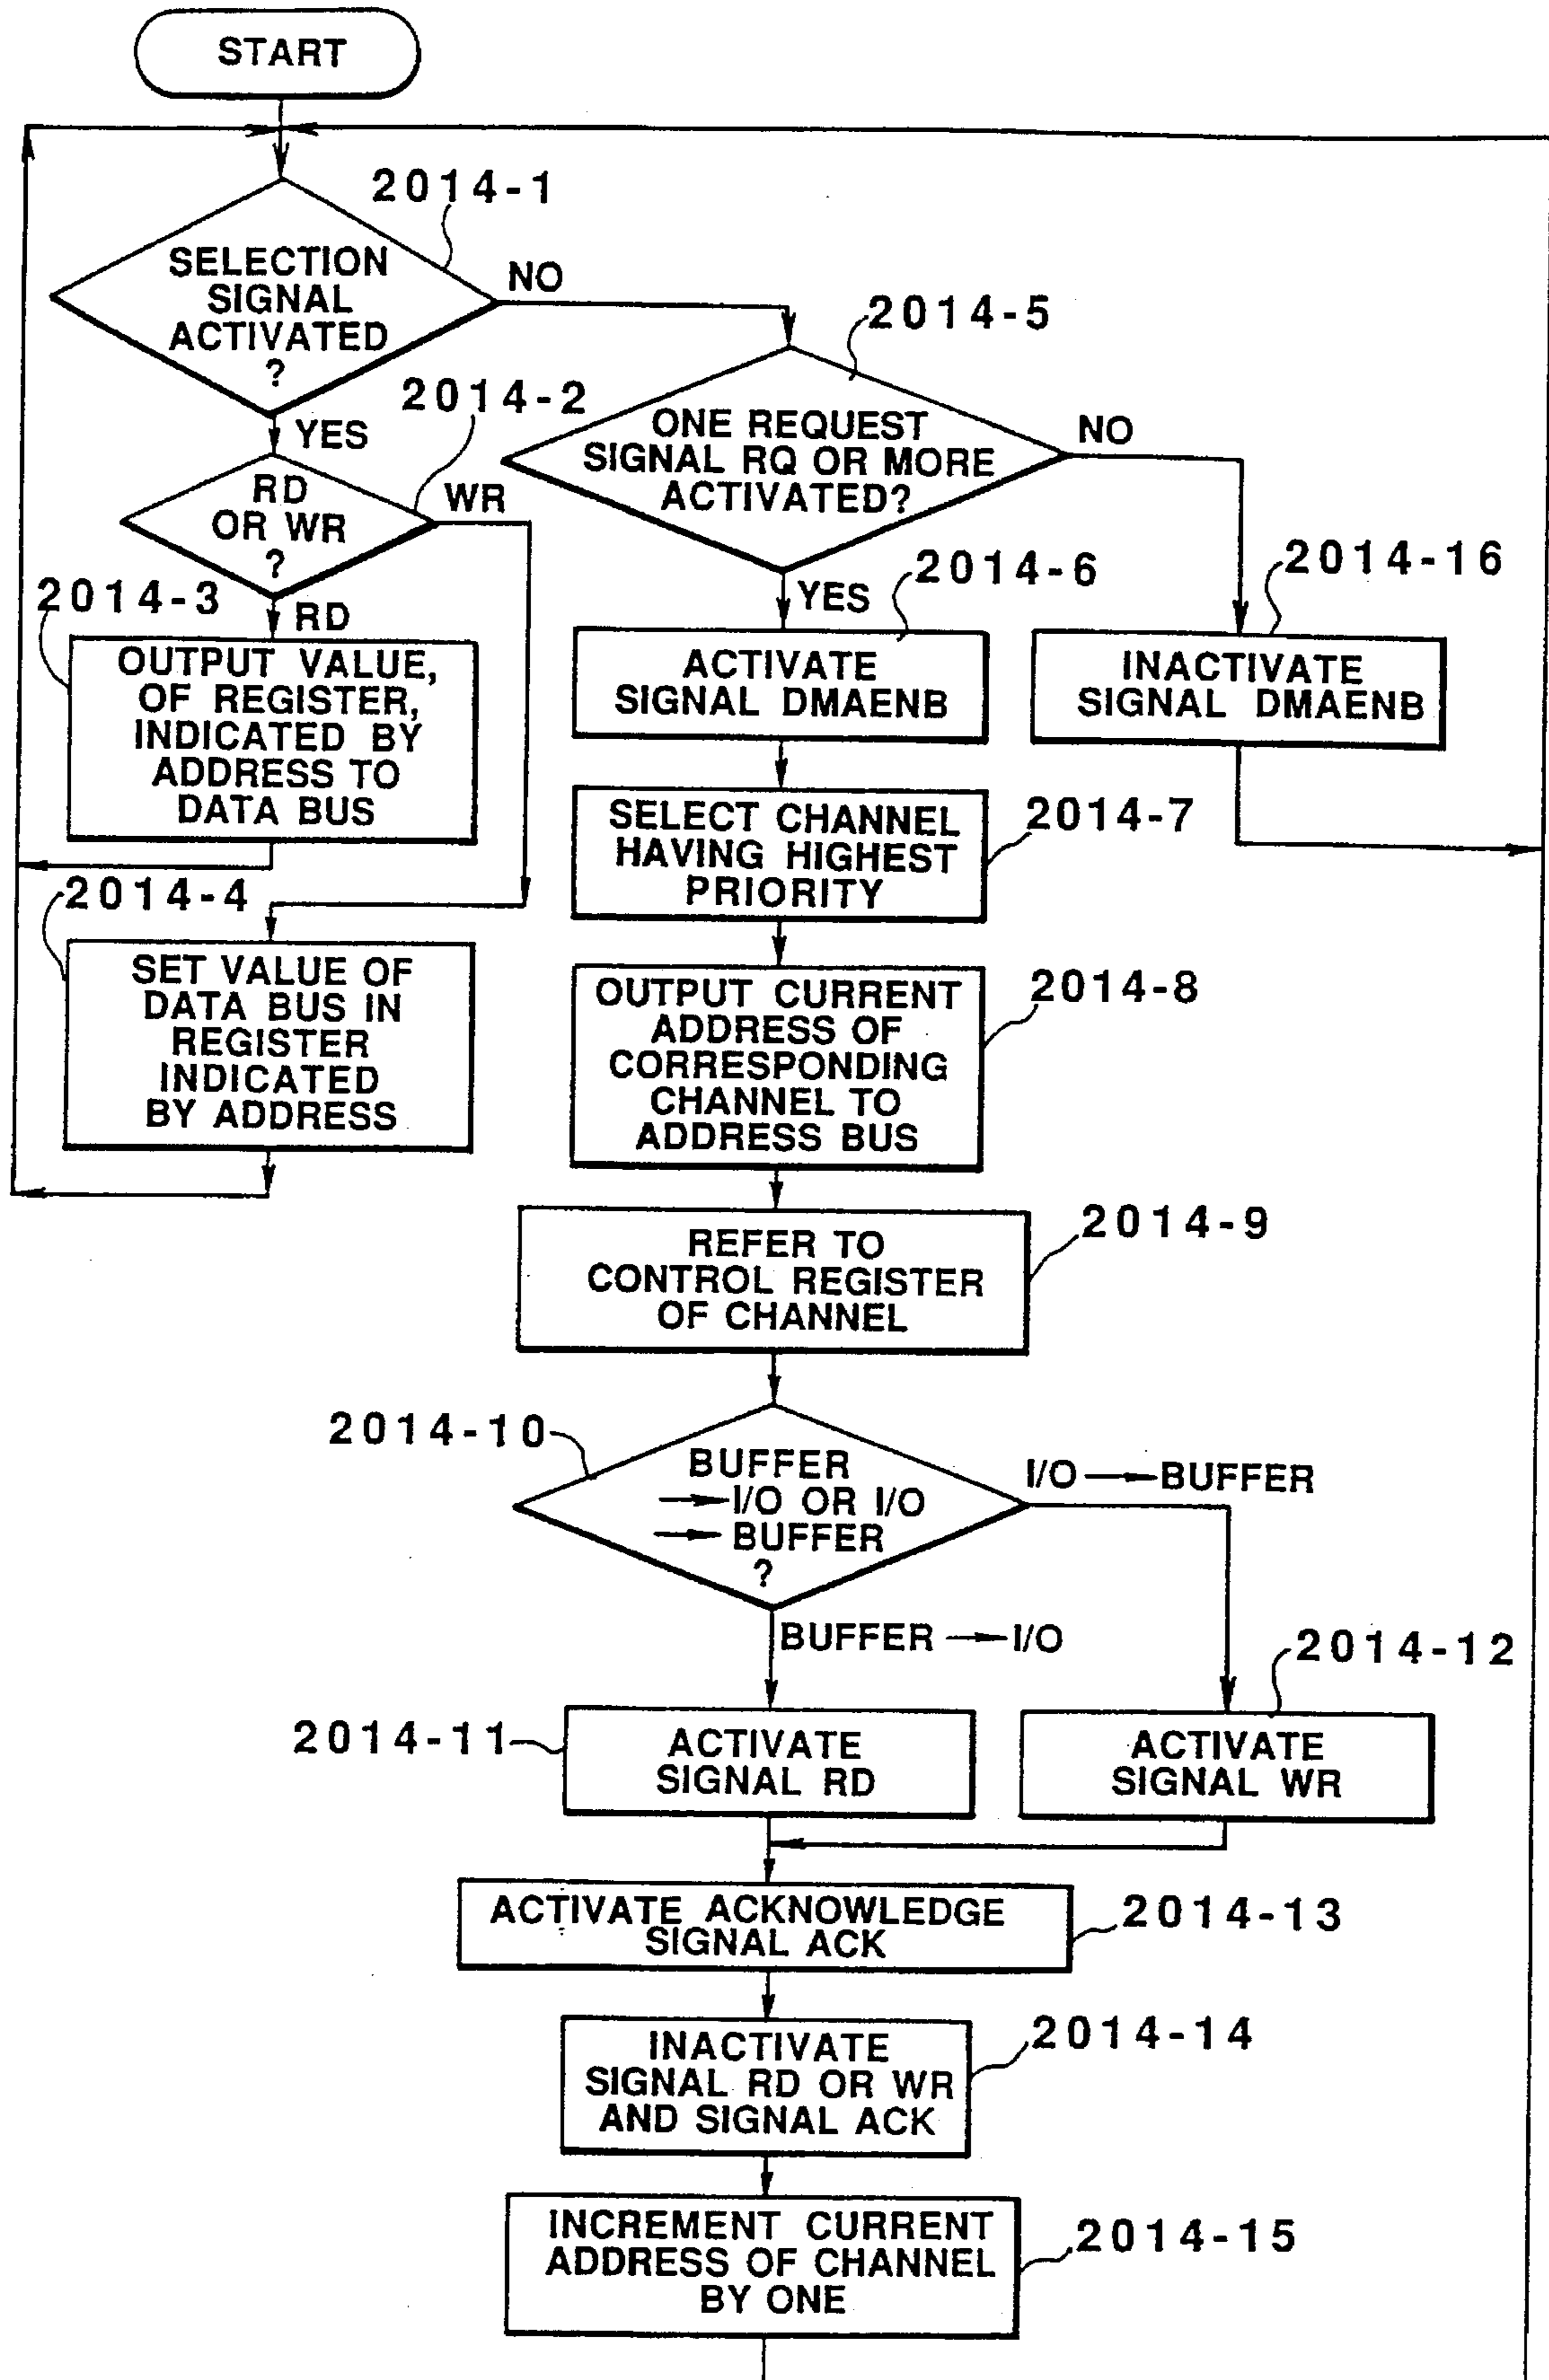 START
2014-1
SELECTION
SIGNAL
ACTIVATED
?
NO
YES
2014-2
RD
OR WR
?
WR
RD
2014-3
OUTPUT VALUE,
OF REGISTER,
INDICATED BY
ADDRESS TO
DATA BUS
2014-4
SET VALUE OF
DATA BUS IN
REGISTER
INDICATED
BY ADDRESS
2014-5
ONE REQUEST
SIGNAL RQ OR MORE
ACTIVATED?
NO
YES
2014-6
ACTIVATE
SIGNAL DMAENB
2014-16
INACTIVATE
SIGNAL DMAENB
2014-7
SELECT CHANNEL
HAVING HIGHEST
PRIORITY
2014-8
OUTPUT CURRENT
ADDRESS OF
CORRESPONDING
CHANNEL TO
ADDRESS BUS
2014-9
REFER TO
CONTROL REGISTER
OF CHANNEL
2014-10
BUFFER
→I/O OR I/O
→ BUFFER
?
I/O → BUFFER
BUFFER → I/O
2014-11
ACTIVATE
SIGNAL RD
2014-12
ACTIVATE
SIGNAL WR
2014-13
ACTIVATE ACKNOWLEDGE
SIGNAL ACK
2014-14
INACTIVATE
SIGNAL RD OR WR
AND SIGNAL ACK
2014-15
INCREMENT CURRENT
ADDRESS OF CHANNEL
BY ONE